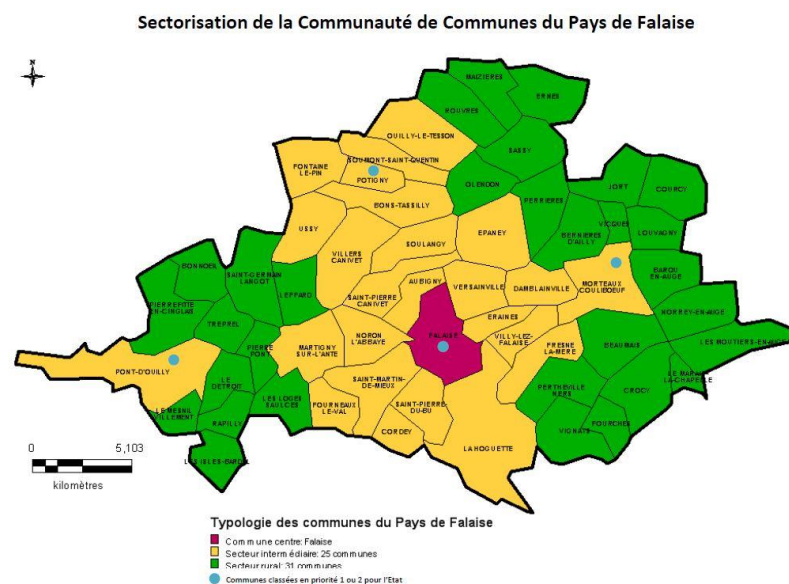 Sectorisation de la Communauté de Communes du Pays de Falaise
MAIZIERES
ERNES
ROUVRES
OUILLY-LE-TESSON
SASSY
SOUMONT-SAINT-QUENTIN
FONTAINE
LE-PIN
POTIGNY
OLENDON
JORT
COURCY
BONS-TASSILLY
PERRIERES
VICQUES
USSY
LOUVAGNY
EPANEY
BERNIERES
D'AILLY
SOULANGY
VILLERS
CANIVET
BONNOEIL
BAROU
EN-AUGE
SAINT-GERMAIN
LANGOT
AUBIGNY
VERSAINVILLE
DAMBLAINVILLE
MORTEAUX
COULIBOEUF
LEFFARD
PIERREFITTE
EN-CINGLAIS
SAINT-PIERRE
CANIVET
ERAINES
NORREY-EN-AUGE
TREPREL
MARTIGNY
SUR-L'ANTE
NORON
L'ABBAYE
FALAISE
VILLY-LEZ-
FALAISE
LES MOUTIERS-EN-AUGE
PIERRE
PONT
FRESNE
LA-MERE
BEAUMAIS
PONT-D'OUILLY
LE
DETROIT
SAINT-MARTIN
DE-MIEUX
LE MARAIS
LA-CHAPELLE
PERTHEVILLE
NERS
CROCY
LES LOGES
SAULCES
FOURNEAUX
LE-VAL
SAINT-PIERRE
DU-BU
LE MESNIL
VILLEMENT
RAPILLY
FOURCHES
VIGNATS
CORDEY
LA HOGUETTE
LES ISLES-BARDEL
0 5,103
kilomètres
Typologie des communes du Pays de Falaise
Commune centre: Falaise
Secteur intermédiaire: 25 communes
Secteur rural: 31 communes
Communes classées en priorité 1 ou 2 pour l'Etat